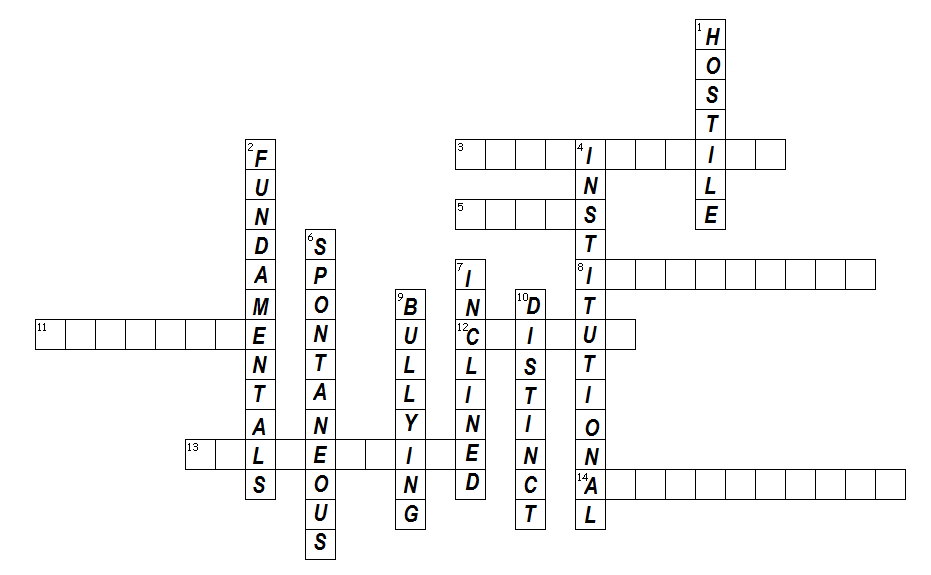 1 HOSTILE
2 FUNDAMENTALS
3
4 INSTITUTIONAL
5
6 SPONTANEOUS
7 INCLINED
8
9 BULLYING
10 DISTINCT
11
12
13
14